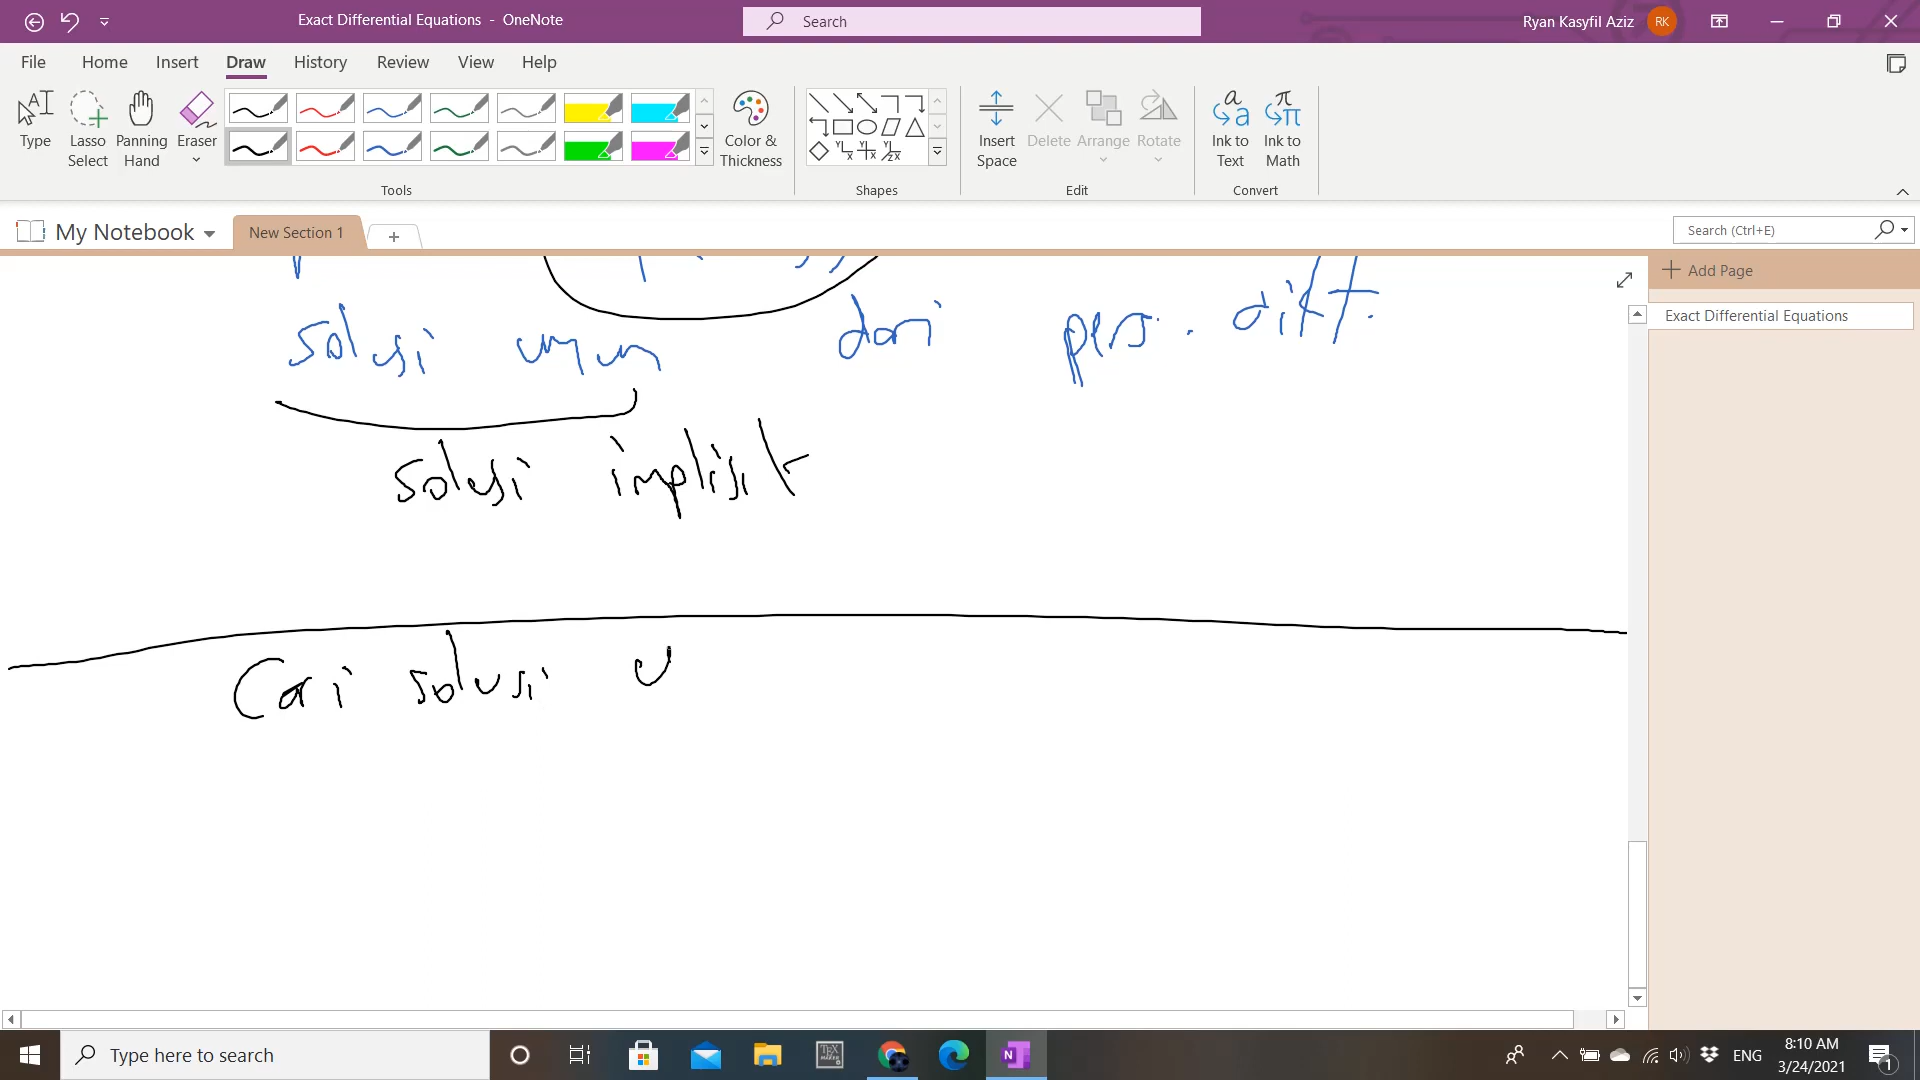 Exact Differential Equations - OneNote
Search
Ryan Kasyfil Aziz RK
File Home Insert Draw History Review View Help
Type
Lasso Select
Panning Hand
Eraser
Color & Thickness
Insert Space
Delete
Arrange
Rotate
Ink to Text
Ink to Math
Tools
Shapes
Edit
Convert
My Notebook
New Section 1
Search (Ctrl+E)
Add Page
Exact Differential Equations
solusi umum dari pers. diff.
solusi implisit
Cari solusi u
Type here to search
ENG
8:10 AM
3/24/2021
1